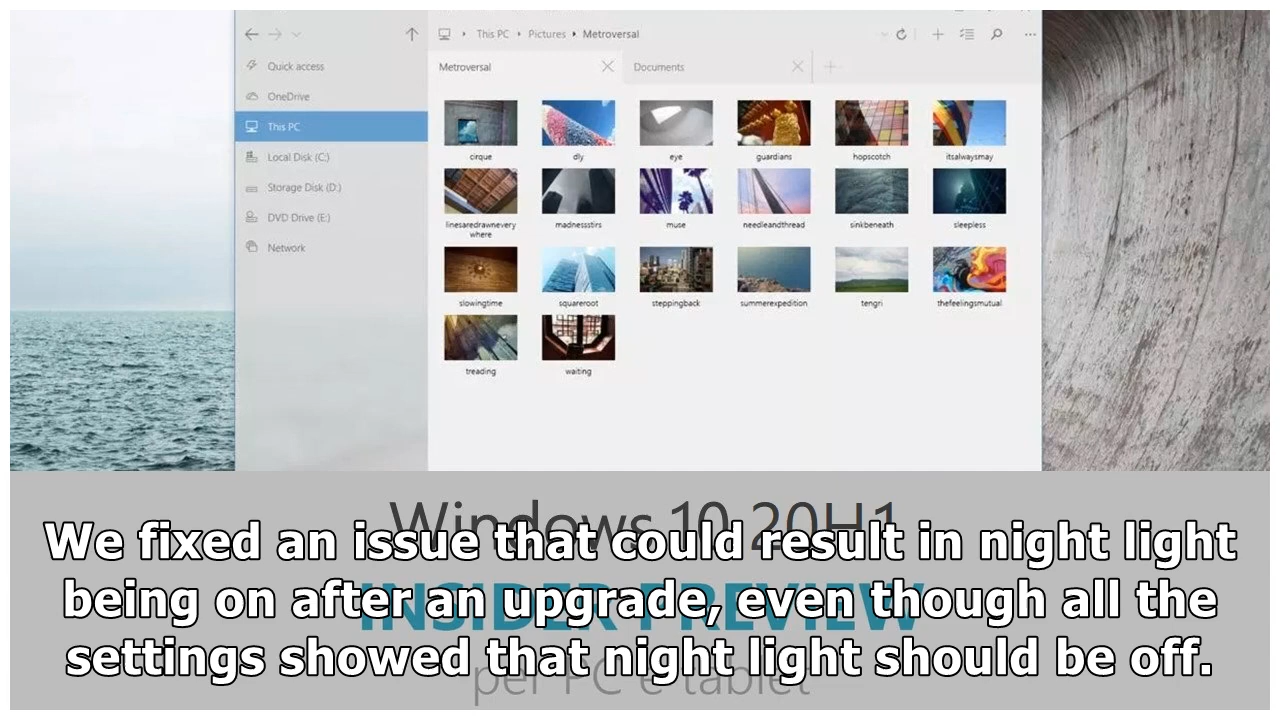 This PC Pictures Metroversal
Quick access
OneDrive
This PC
Local Disk (C:)
Storage Disk (D:)
DVD Drive (E:)
Network
Metroversal
Documents
cirque dly eye guardians hopscotch itsalwaysmay
linesaredrawnevery
where
madnessstirs muse needleandthread sinkbeneath sleepless
slowingtime squareroot steppingback summerexpedition tengri thefeelingsmutual
treading waiting
Windows 10 20H1
INSIDER PREVIEW
per PC e tablet
We fixed an issue that could result in night light
being on after an upgrade, even though all the
settings showed that night light should be off.